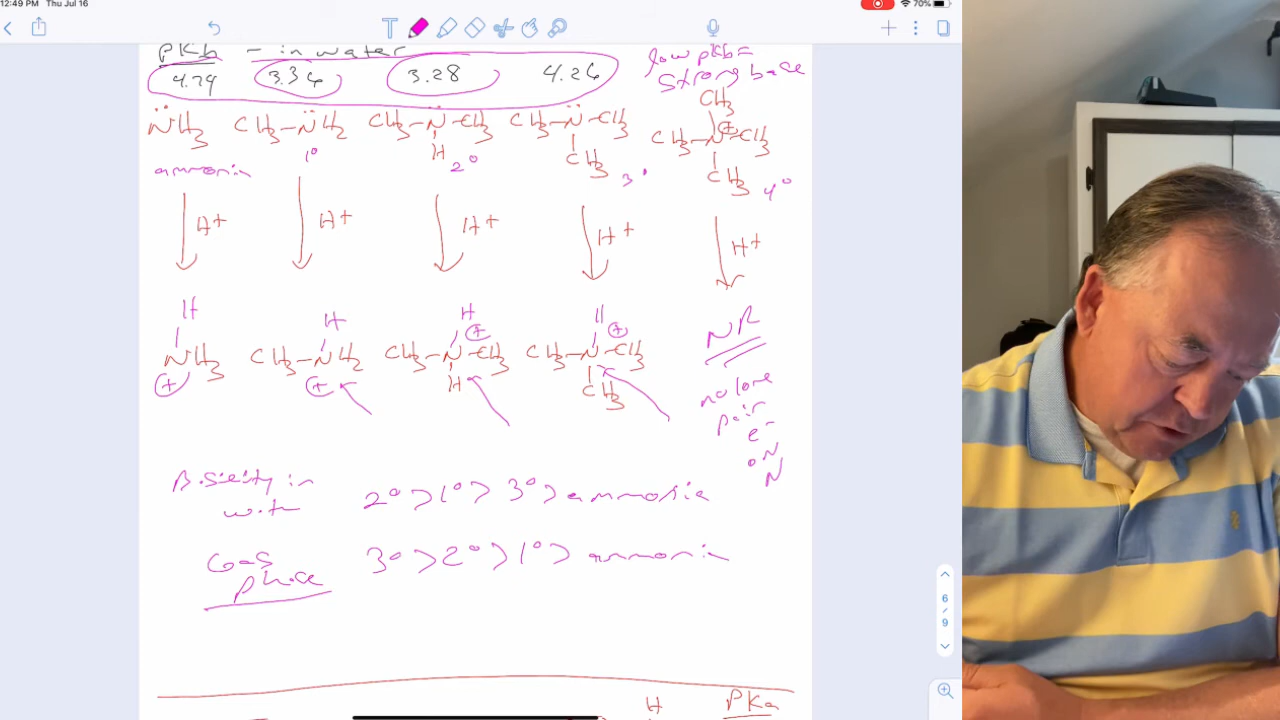 12:49 PM Thu Jul 16
70%
PKb - in water
low pkb =
strong base
4.74 3.36 3.28 4.26
NH3 CH3-NH2 CH3-N-CH3 CH3-N-CH3 CH3-N-CH3
H CH3 CH3 CH3
ammonia 1° 2° 3° 4°
H+ H+ H+ H+ H+
H H H H
NH3 CH3-NH2 CH3-N-CH3 CH3-N-CH3
+ + + +
H CH3
NR
no lone
pair
e-
on
N
Basicity in
water 2° > 1° > 3° > ammonia
Gas
phase 3° > 2° > 1° > ammonia
6
/
9
H PKa